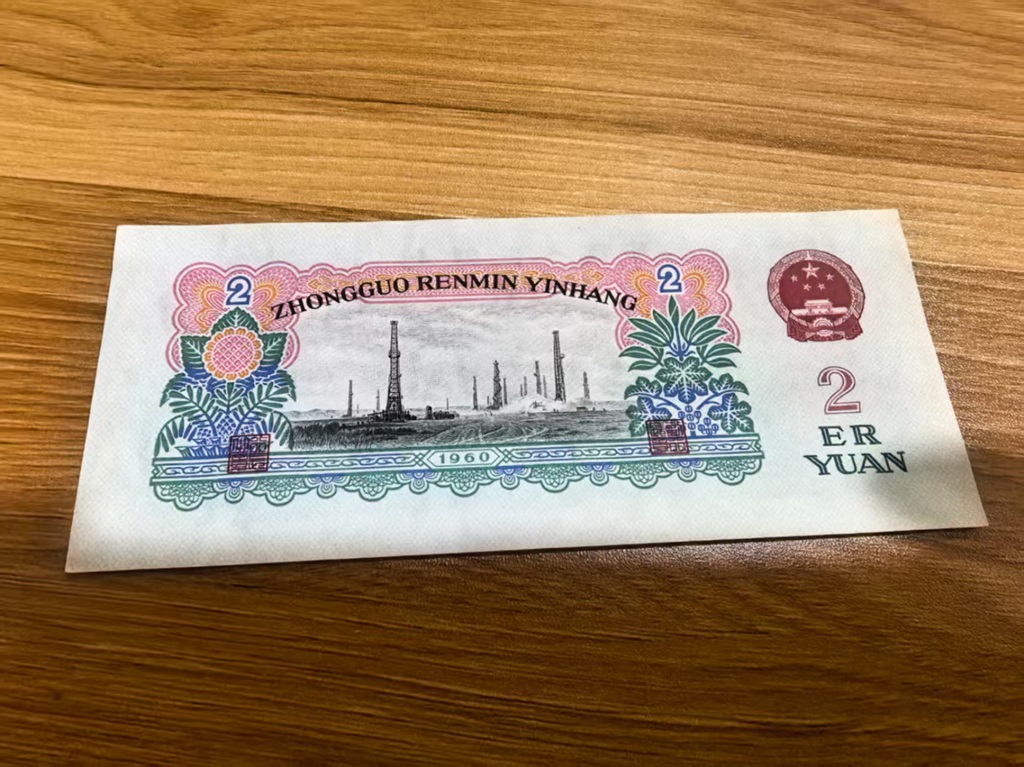 2
ZHONGGUO RENMIN YINHANG
2
1960
2
ER
YUAN